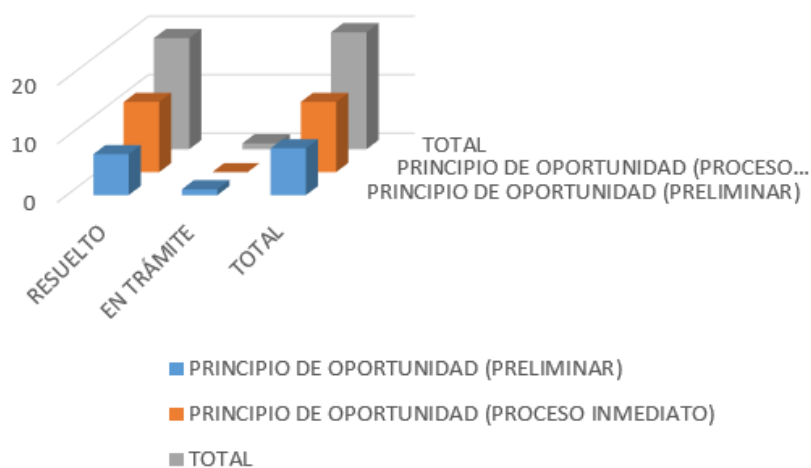 20
10
0
TOTAL
PRINCIPIO DE OPORTUNIDAD (PROCESO...
PRINCIPIO DE OPORTUNIDAD (PRELIMINAR)
RESUELTO
EN TRÁMITE
TOTAL
PRINCIPIO DE OPORTUNIDAD (PRELIMINAR)
PRINCIPIO DE OPORTUNIDAD (PROCESO INMEDIATO)
TOTAL